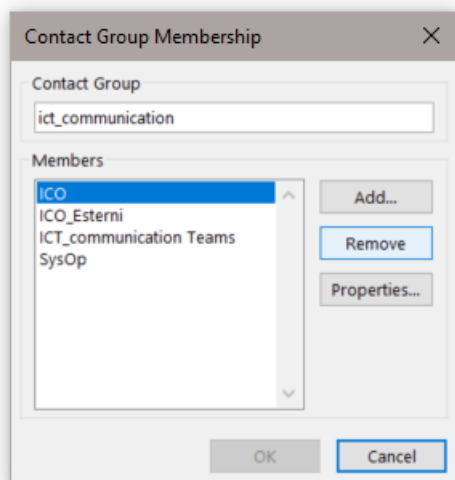 Contact Group Membership
Contact Group
ict_communication
Members
ICO
ICO_Esterni
ICT_communication Teams
SysOp
Add...
Remove
Properties...
OK
Cancel